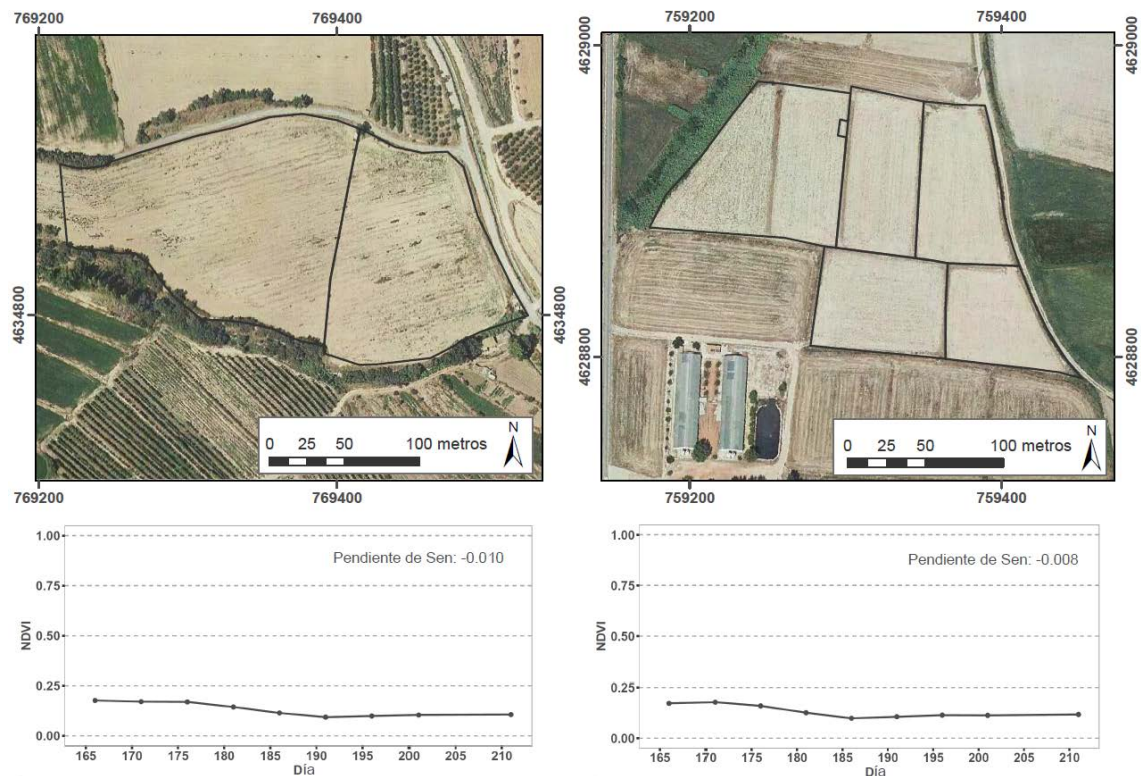 769200 769400
4634800
N
0 25 50 100 metros
769200 769400
759200 759400
4629000 4629000
4628800 4628800
N
0 25 50 100 metros
759200 759400
4634800
Pendiente de Sen: -0.010
NDVI
1.00
0.75
0.50
0.25
0.00
165 170 175 180 185 190 195 200 205 210
Día
Pendiente de Sen: -0.008
NDVI
1.00
0.75
0.50
0.25
0.00
165 170 175 180 185 190 195 200 205 210
Día